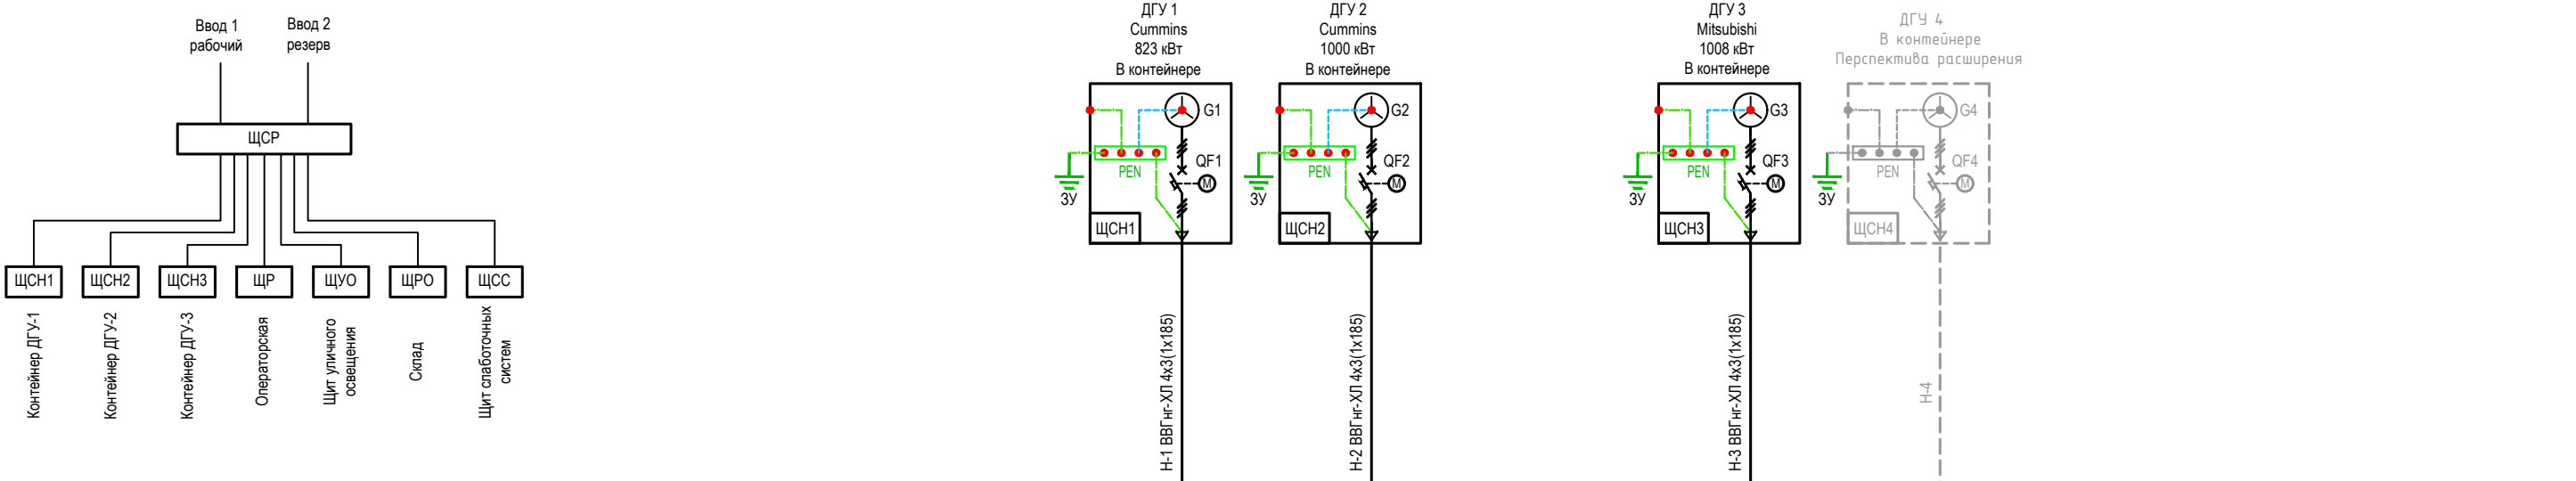 Ввод 1
рабочий
Ввод 2
резерв
ЩСР
ЩСН1
ЩСН2
ЩСН3
ЩР
ЩУО
ЩРО
ЩСС
Контейнер ДГУ-1
Контейнер ДГУ-2
Контейнер ДГУ-3
Операторская
Щит уличного
освещения
Склад
Щит слаботочных
систем
ДГУ 1
Cummins
823 кВт
В контейнере
G1
QF1
M
PEN
ЗУ
ЩСН1
Н-1 ВВГнг-ХЛ 4х3(1х185)
ДГУ 2
Cummins
1000 кВт
В контейнере
G2
QF2
M
PEN
ЗУ
ЩСН2
Н-2 ВВГнг-ХЛ 4х3(1х185)
ДГУ 3
Mitsubishi
1008 кВт
В контейнере
G3
QF3
M
PEN
ЗУ
ЩСН3
Н-3 ВВГнг-ХЛ 4х3(1х185)
ДГУ 4
В контейнере
Перспектива расширения
G4
QF4
M
PEN
ЗУ
ЩСН4
Н-4